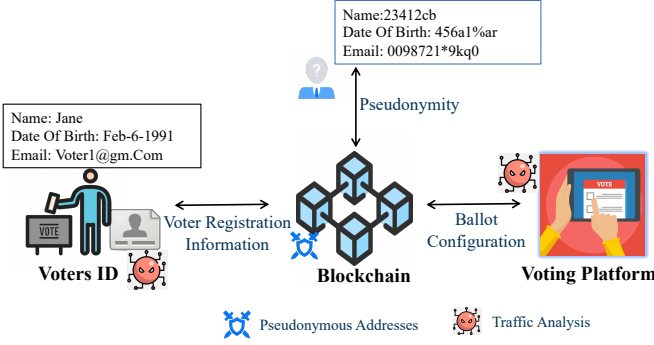 Name:23412cb
Date Of Birth: 456a1%ar
Email: 0098721*9kq0
Pseudonymity
Name: Jane
Date Of Birth: Feb-6-1991
Email: Voter1@gm.Com
VOTE
Voter Registration
Information
Ballot
Configuration
VOTE
Voters ID
Blockchain
Voting Platform
Pseudonymous Addresses
Traffic Analysis